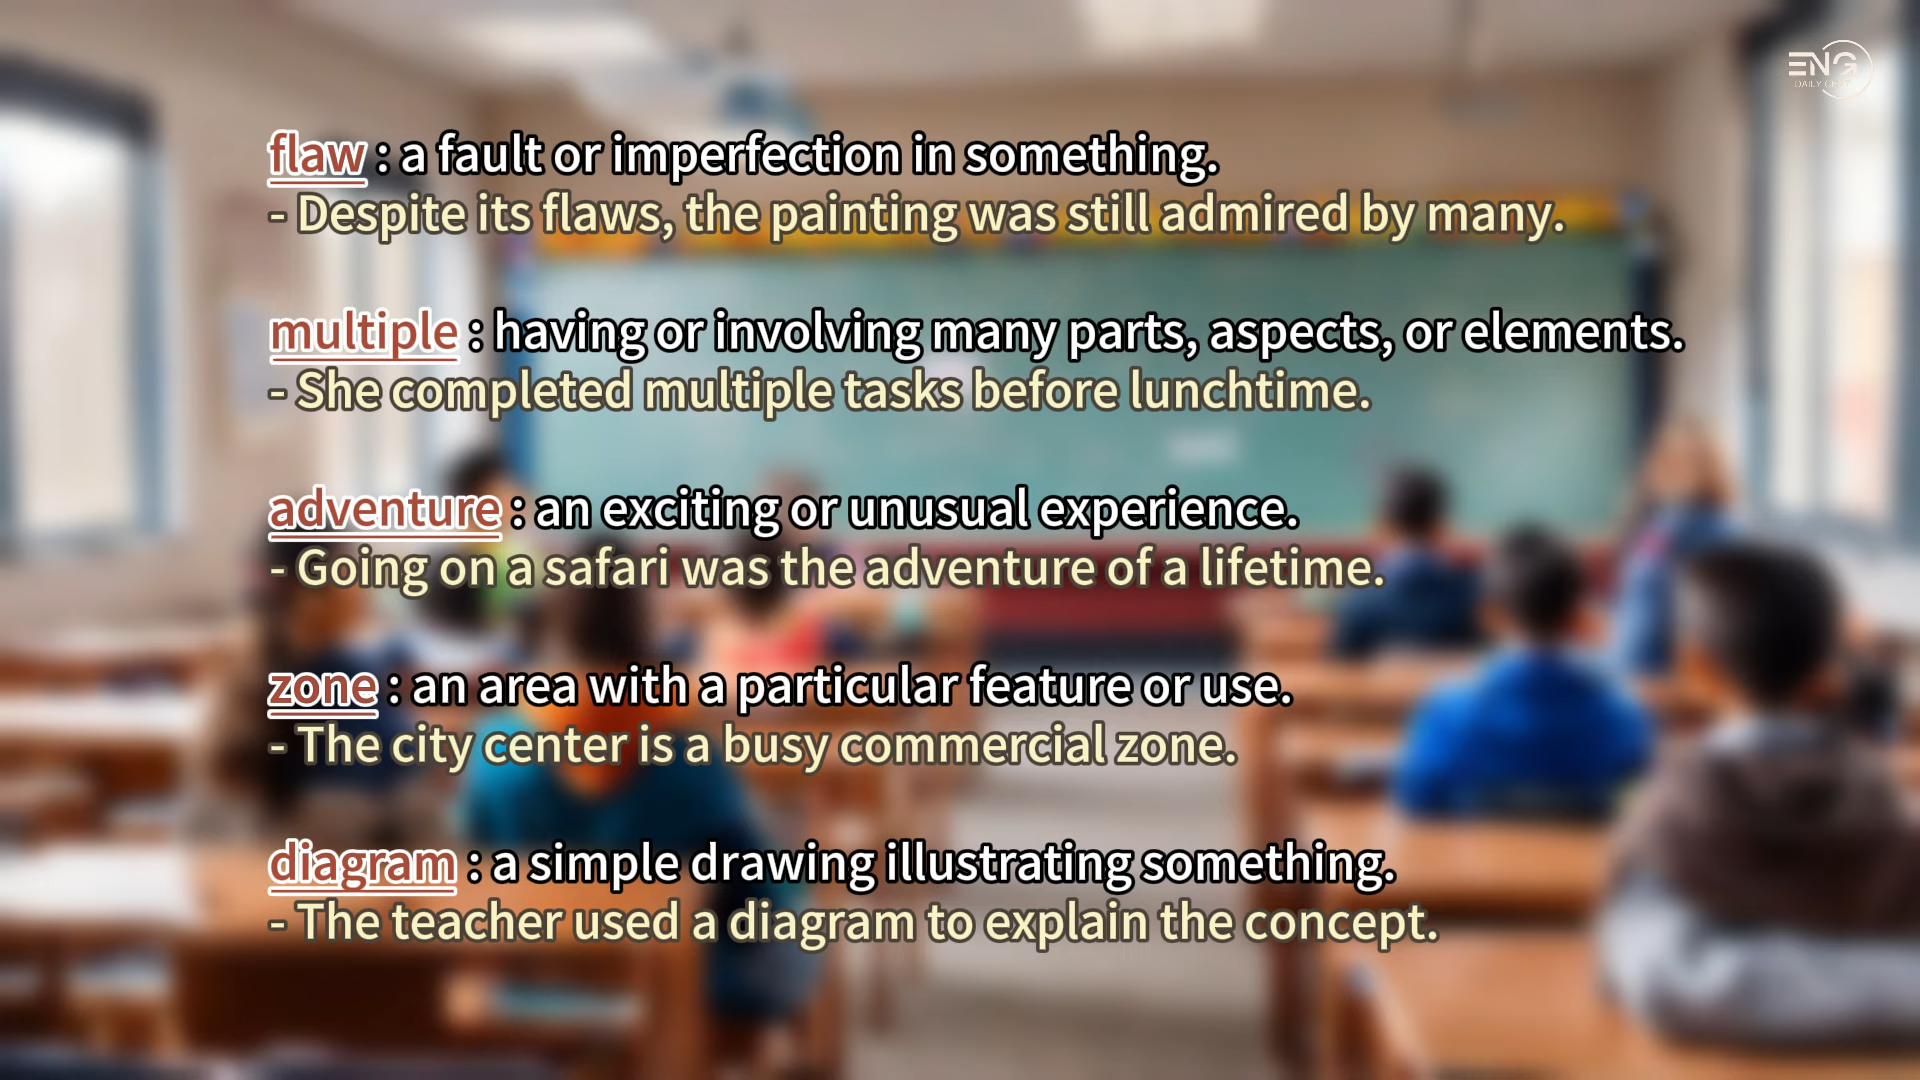 ENG
DAILY
flaw : a fault or imperfection in something.
- Despite its flaws, the painting was still admired by many.
multiple : having or involving many parts, aspects, or elements.
- She completed multiple tasks before lunchtime.
adventure : an exciting or unusual experience.
- Going on a safari was the adventure of a lifetime.
zone : an area with a particular feature or use.
- The city center is a busy commercial zone.
diagram : a simple drawing illustrating something.
- The teacher used a diagram to explain the concept.